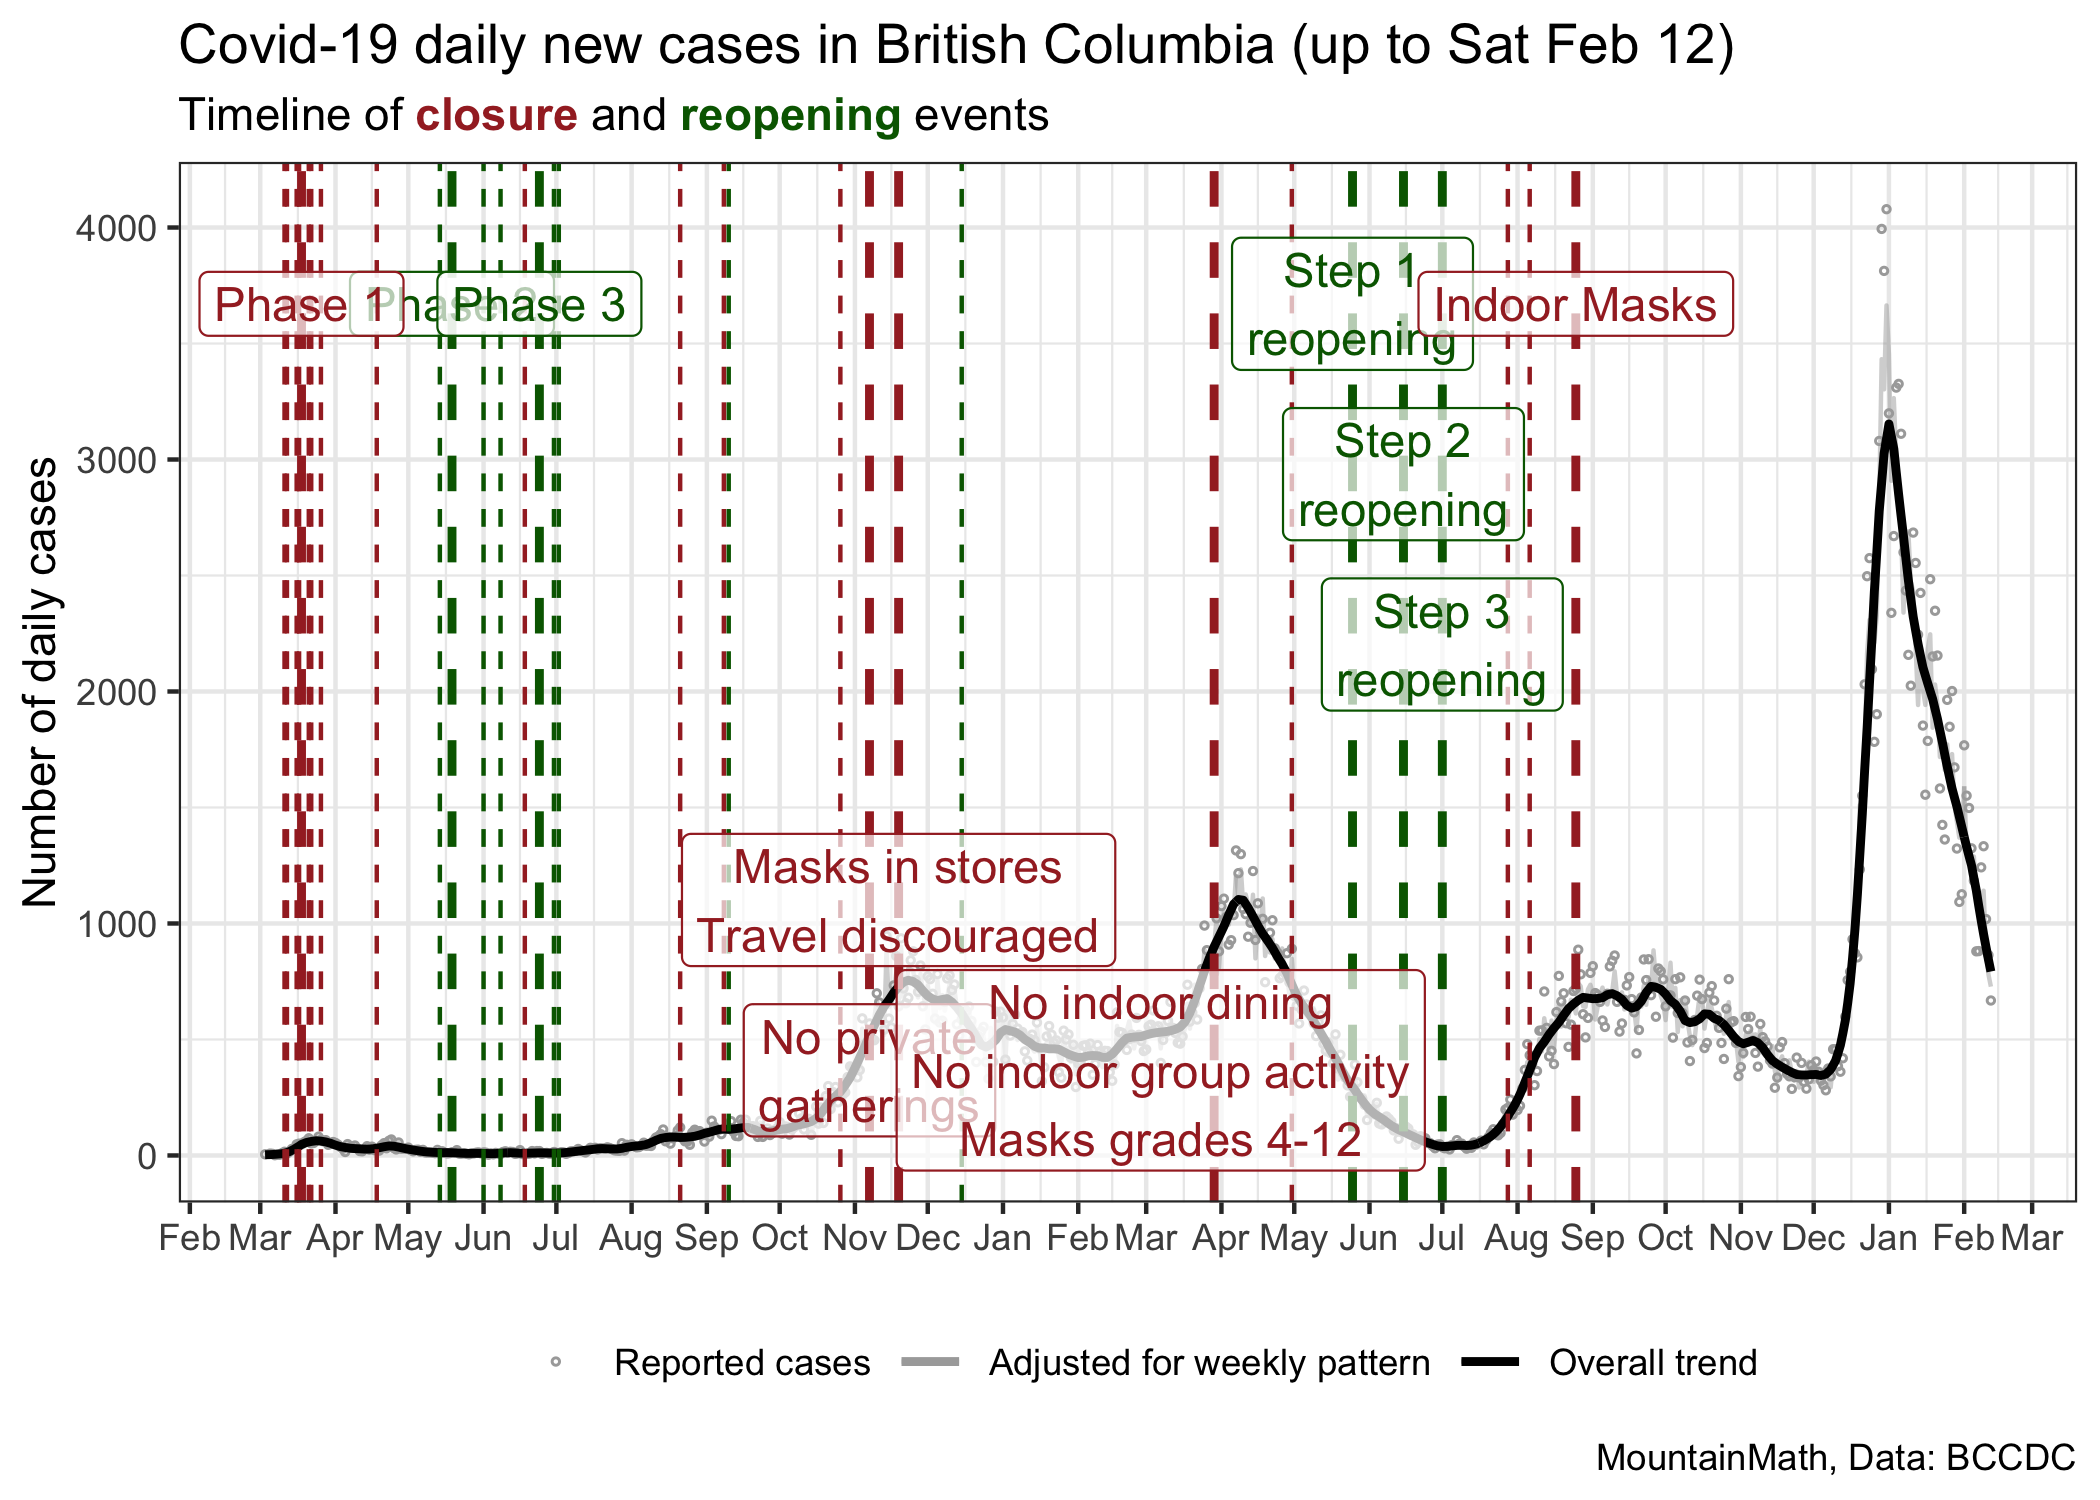 Covid-19 daily new cases in British Columbia (up to Sat Feb 12)
Timeline of closure and reopening events
Number of daily cases
4000
3000
2000
1000
0
Phase 1
Phase 2
Phase 3
Step 1
reopening
Indoor Masks
Step 2
reopening
Step 3
reopening
Masks in stores
Travel discouraged
No private
gatherings
No indoor dining
No indoor group activity
Masks grades 4-12
Feb Mar Apr May Jun Jul Aug Sep Oct Nov Dec Jan Feb Mar Apr May Jun Jul Aug Sep Oct Nov Dec Jan Feb Mar
Reported cases Adjusted for weekly pattern Overall trend
MountainMath, Data: BCCDC